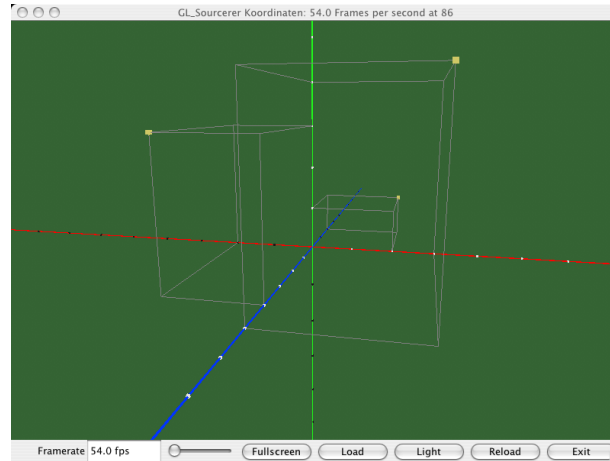 GL_Sourcerer Koordinaten: 54.0 Frames per second at 86
Framerate 54.0 fps Fullscreen Load Light Reload Exit